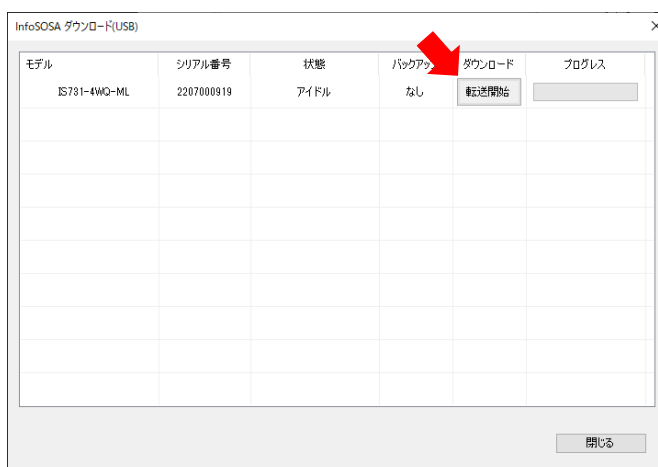 InfoSOSA ダウンロード(USB)
モデル シリアル番号 状態 バックアップ ダウンロード プログレス
IS731-4WQ-ML 2207000919 アイドル なし 転送開始
閉じる